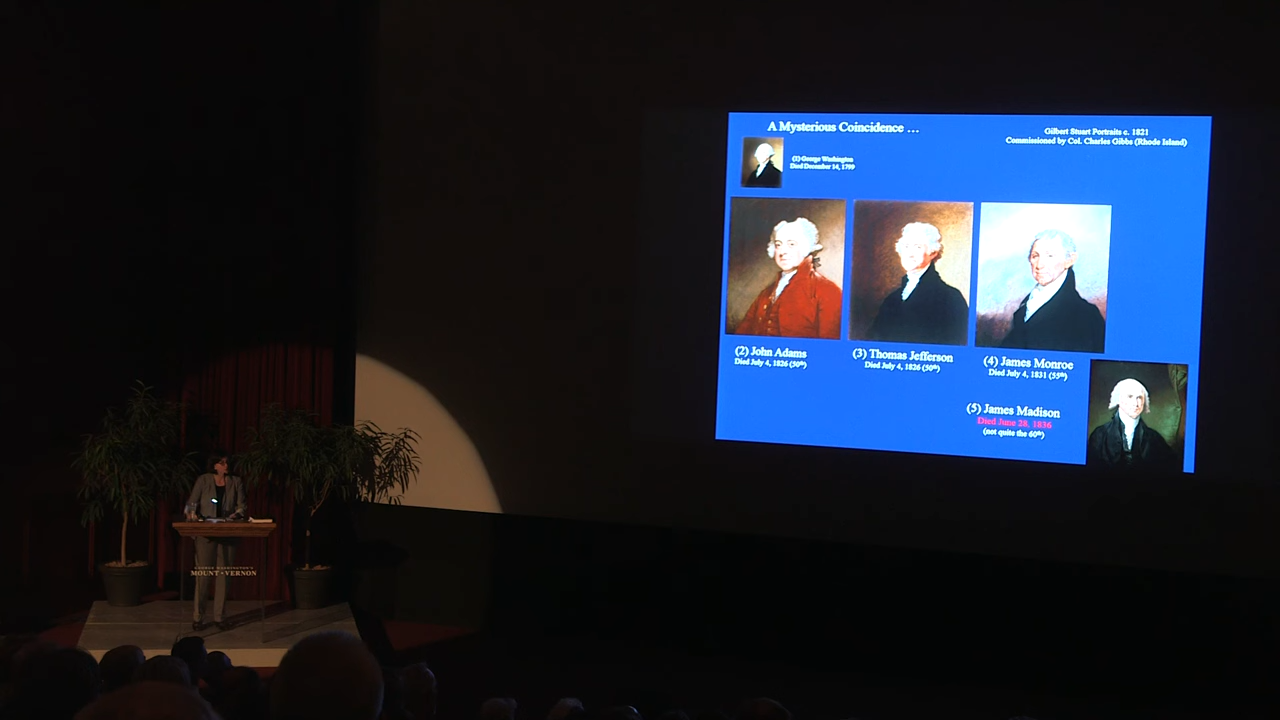 A Mysterious Coincidence ...
Gilbert Stuart Portraits c. 1821
Commissioned by Col. Charles Gibbs (Rhode Island)
(1) George Washington
Died December 14, 1799
(2) John Adams
Died July 4, 1826 (50th)
(3) Thomas Jefferson
Died July 4, 1826 (50th)
(4) James Monroe
Died July 4, 1831 (55th)
(5) James Madison
Died June 28, 1836
(not quite the 60th)
GEORGE WASHINGTON'S
MOUNT • VERNON